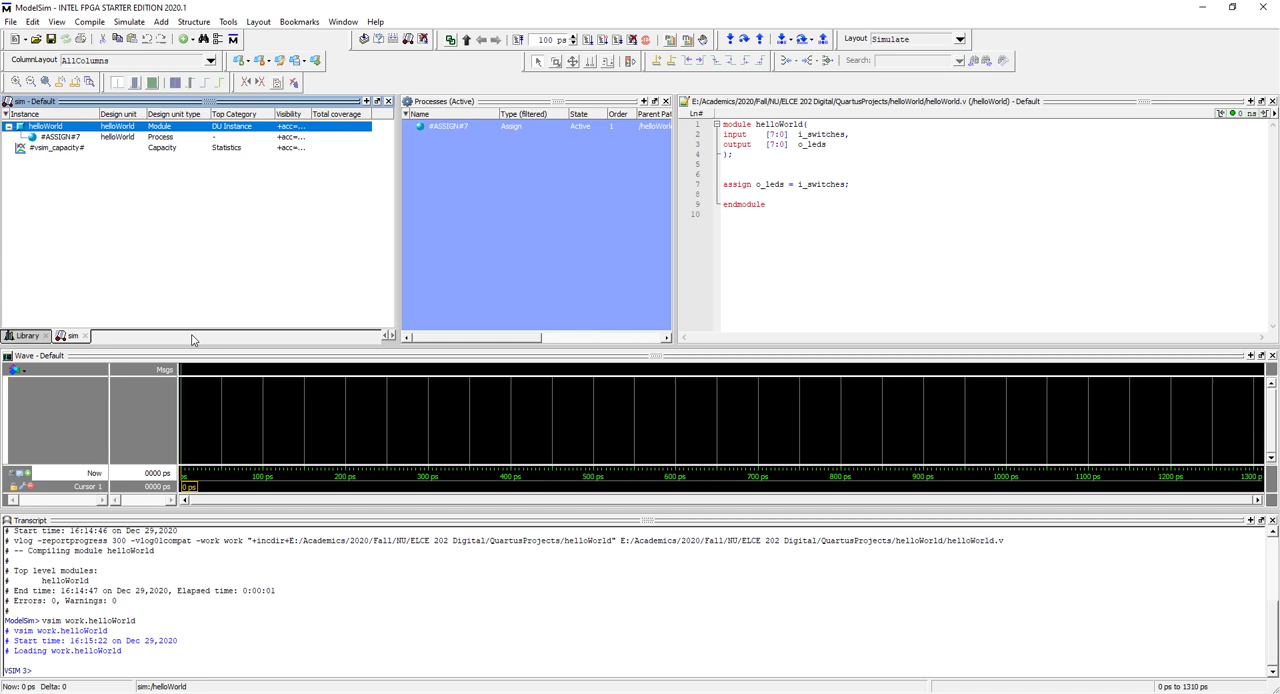 ModelSim - INTEL FPGA STARTER EDITION 2020.1
File Edit View Compile Simulate Add Structure Tools Layout Bookmarks Window Help
100 ps Layout Simulate
ColumnLayout AllColumns Search:
sim - Default
Instance Design unit Design unit type Top Category Visibility Total coverage
helloWorld helloWorld Module DU Instance +acc=...
#ASSIGN#7 helloWorld Process - +acc=...
#vsim_capacity# Capacity Statistics +acc=...
Library sim
Processes (Active)
Name Type (filtered) State Order Parent Pat
#ASSIGN#7 Assign Active 1 /helloWorl
E:/Academics/2020/Fall/NU/ELCE 202 Digital/QuartusProjects/helloWorld/helloWorld.v (/helloWorld) - Default
Ln# 0 ns
1 module helloWorld(
2 input [7:0] i_switches,
3 output [7:0] o_leds
4 );
5
6
7 assign o_leds = i_switches;
8
9 endmodule
10
Wave - Default
Msgs
Now 0000 ps
Cursor 1 0000 ps
ps 100 ps 200 ps 300 ps 400 ps 500 ps 600 ps 700 ps 800 ps 900 ps 1000 ps 1100 ps 1200 ps 1300 p
0 ps
Transcript
# Start time: 16:14:46 on Dec 29,2020
# vlog -reportprogress 300 -vlog01compat -work work "+incdir+E:/Academics/2020/Fall/NU/ELCE 202 Digital/QuartusProjects/helloWorld" E:/Academics/2020/Fall/NU/ELCE 202 Digital/QuartusProjects/helloWorld/helloWorld.v
# -- Compiling module helloWorld
#
# Top level modules:
# helloWorld
# End time: 16:14:47 on Dec 29,2020, Elapsed time: 0:00:01
# Errors: 0, Warnings: 0
#
ModelSim> vsim work.helloWorld
# vsim work.helloWorld
# Start time: 16:15:22 on Dec 29,2020
# Loading work.helloWorld
VSIM 3>
Now: 0 ps Delta: 0 sim:/helloWorld 0 ps to 1310 ps